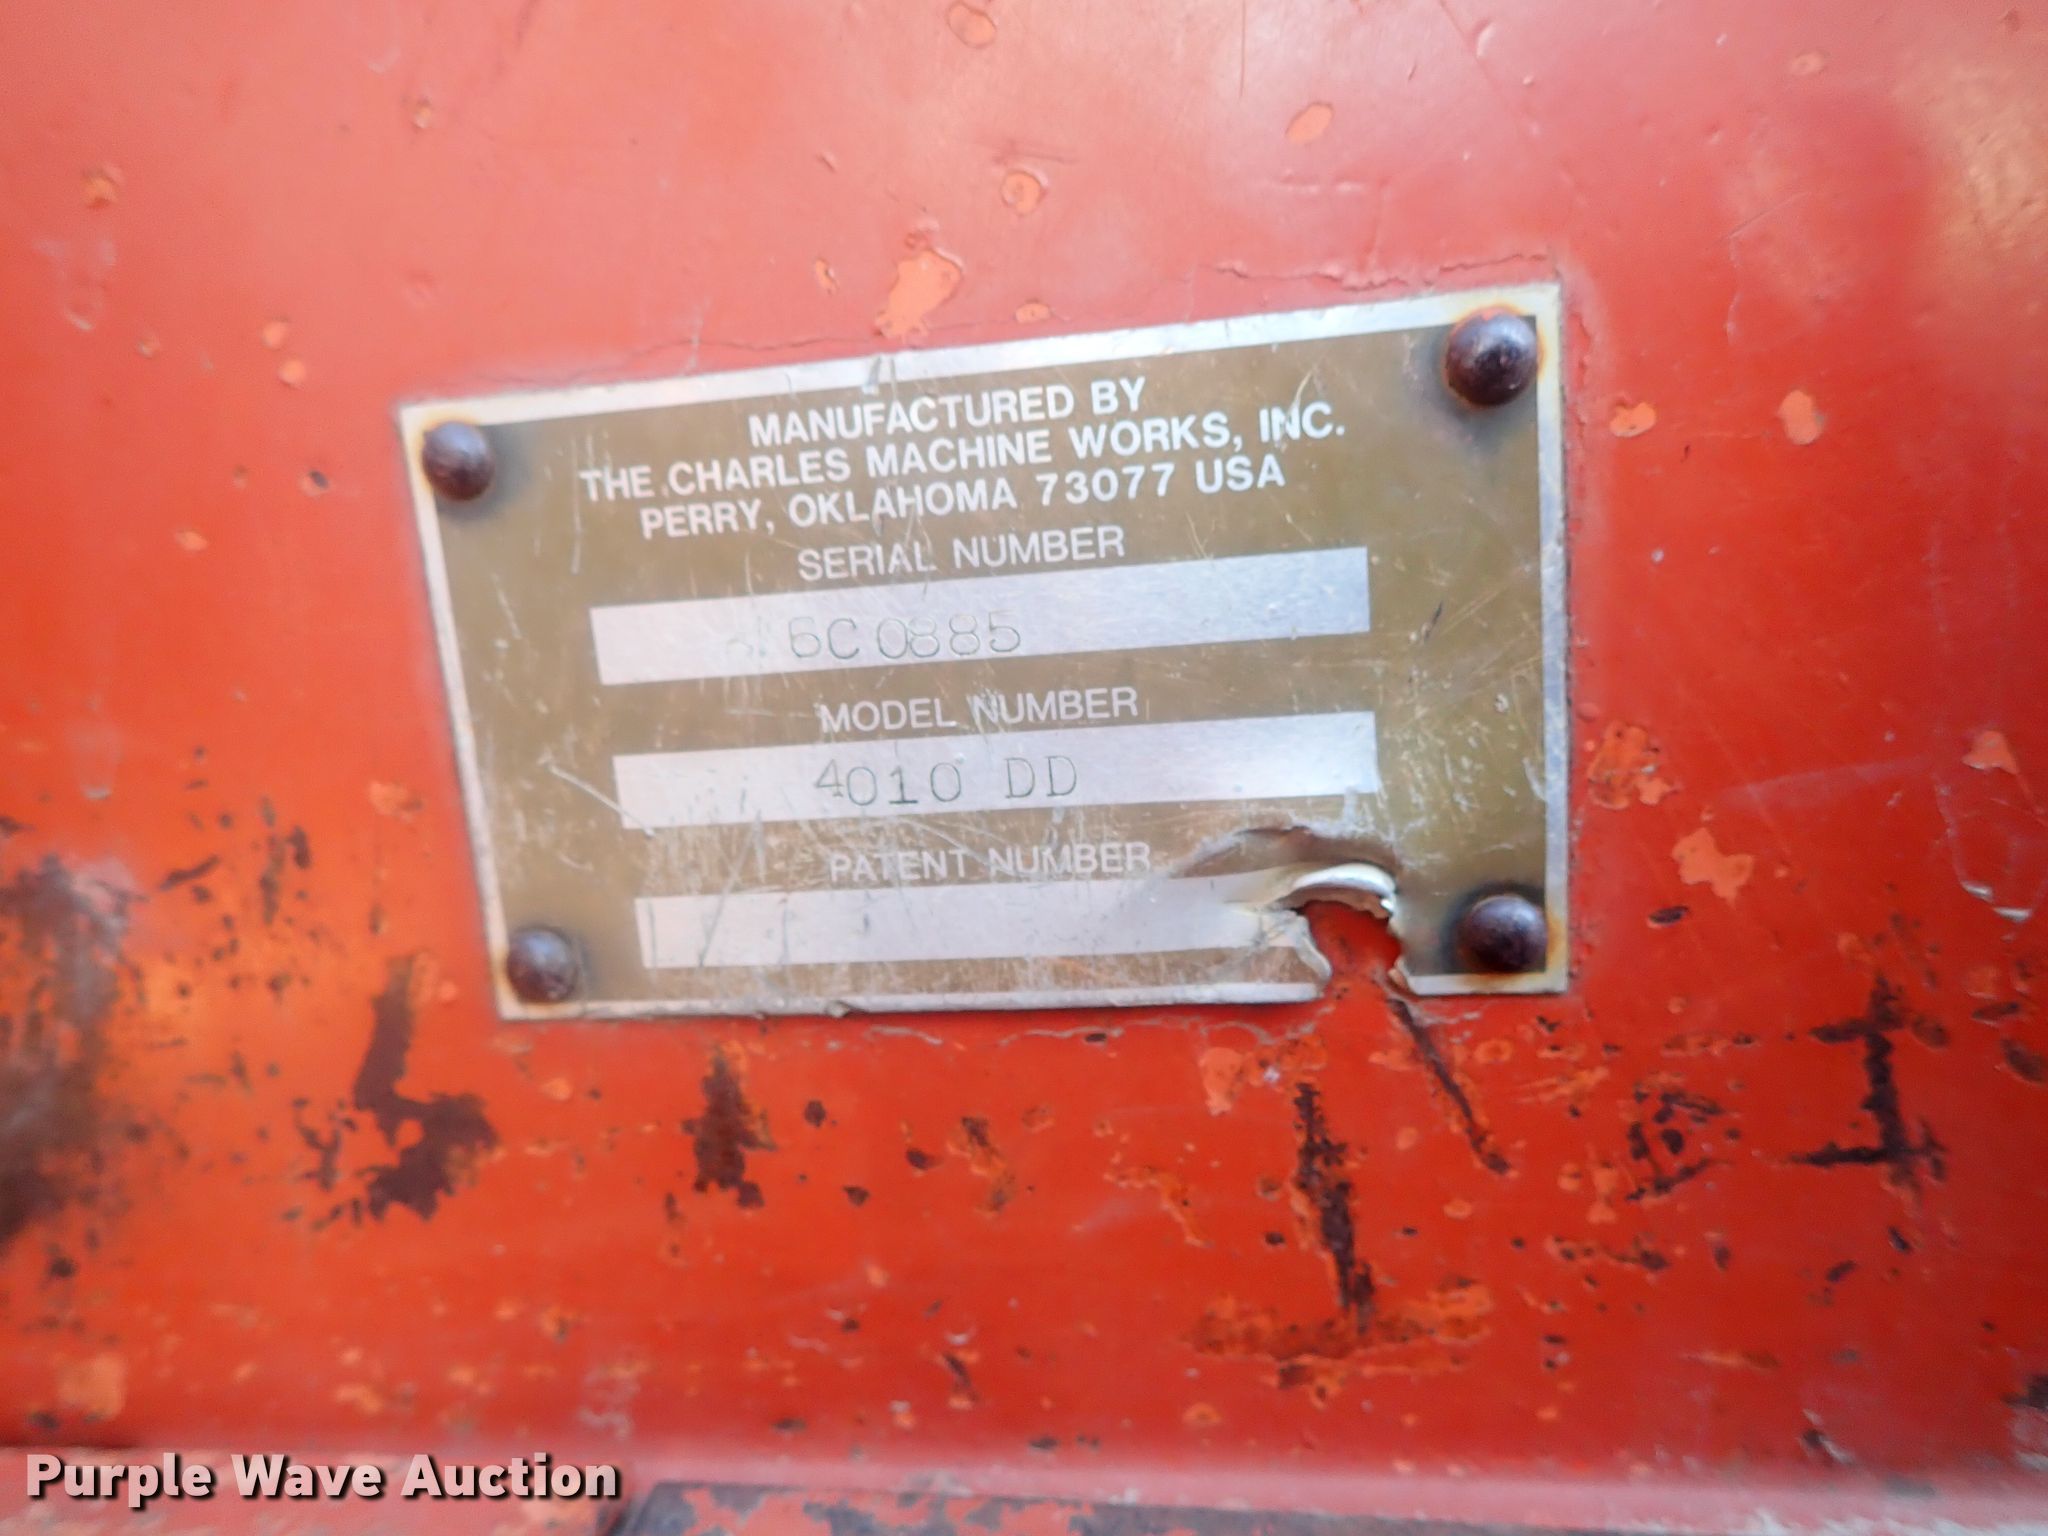 MANUFACTURED BY
THE CHARLES MACHINE WORKS, INC.
PERRY, OKLAHOMA 73077 USA
SERIAL NUMBER
6C0885
MODEL NUMBER
4010 DD
PATENT NUMBER
Purple Wave Auction